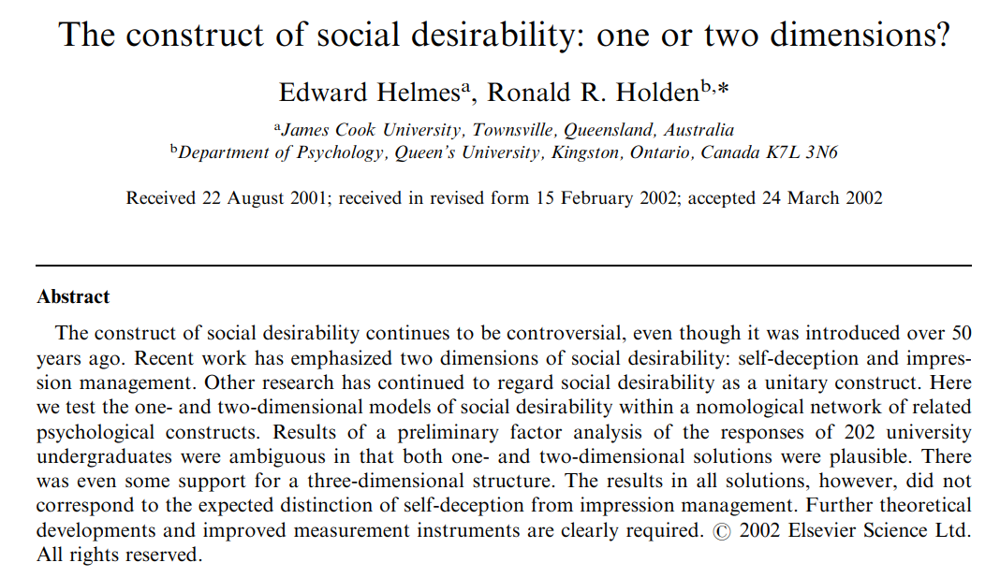 The construct of social desirability: one or two dimensions?
Edward Helmesᵃ, Ronald R. Holdenᵇ,*
ᵃJames Cook University, Townsville, Queensland, Australia
ᵇDepartment of Psychology, Queen's University, Kingston, Ontario, Canada K7L 3N6
Received 22 August 2001; received in revised form 15 February 2002; accepted 24 March 2002
Abstract
The construct of social desirability continues to be controversial, even though it was introduced over 50
years ago. Recent work has emphasized two dimensions of social desirability: self-deception and impres-
sion management. Other research has continued to regard social desirability as a unitary construct. Here
we test the one- and two-dimensional models of social desirability within a nomological network of related
psychological constructs. Results of a preliminary factor analysis of the responses of 202 university
undergraduates were ambiguous in that both one- and two-dimensional solutions were plausible. There
was even some support for a three-dimensional structure. The results in all solutions, however, did not
correspond to the expected distinction of self-deception from impression management. Further theoretical
developments and improved measurement instruments are clearly required. © 2002 Elsevier Science Ltd.
All rights reserved.